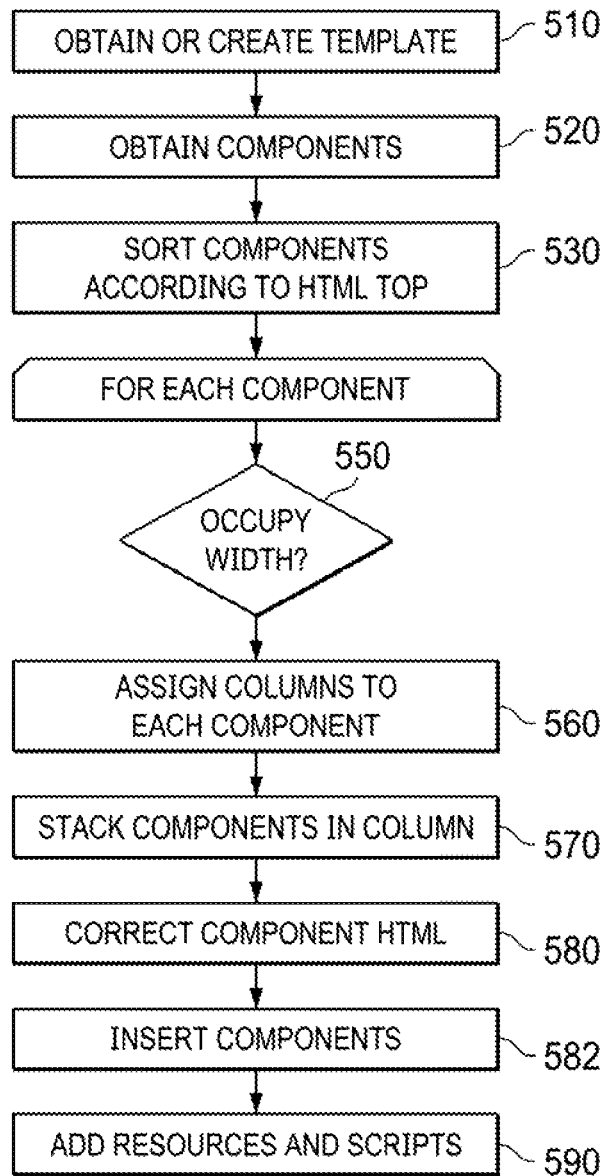 OBTAIN OR CREATE TEMPLATE
510
OBTAIN COMPONENTS
520
SORT COMPONENTS
ACCORDING TO HTML TOP
530
FOR EACH COMPONENT
550
OCCUPY
WIDTH?
ASSIGN COLUMNS TO
EACH COMPONENT
560
STACK COMPONENTS IN COLUMN
570
CORRECT COMPONENT HTML
580
INSERT COMPONENTS
582
ADD RESOURCES AND SCRIPTS
590